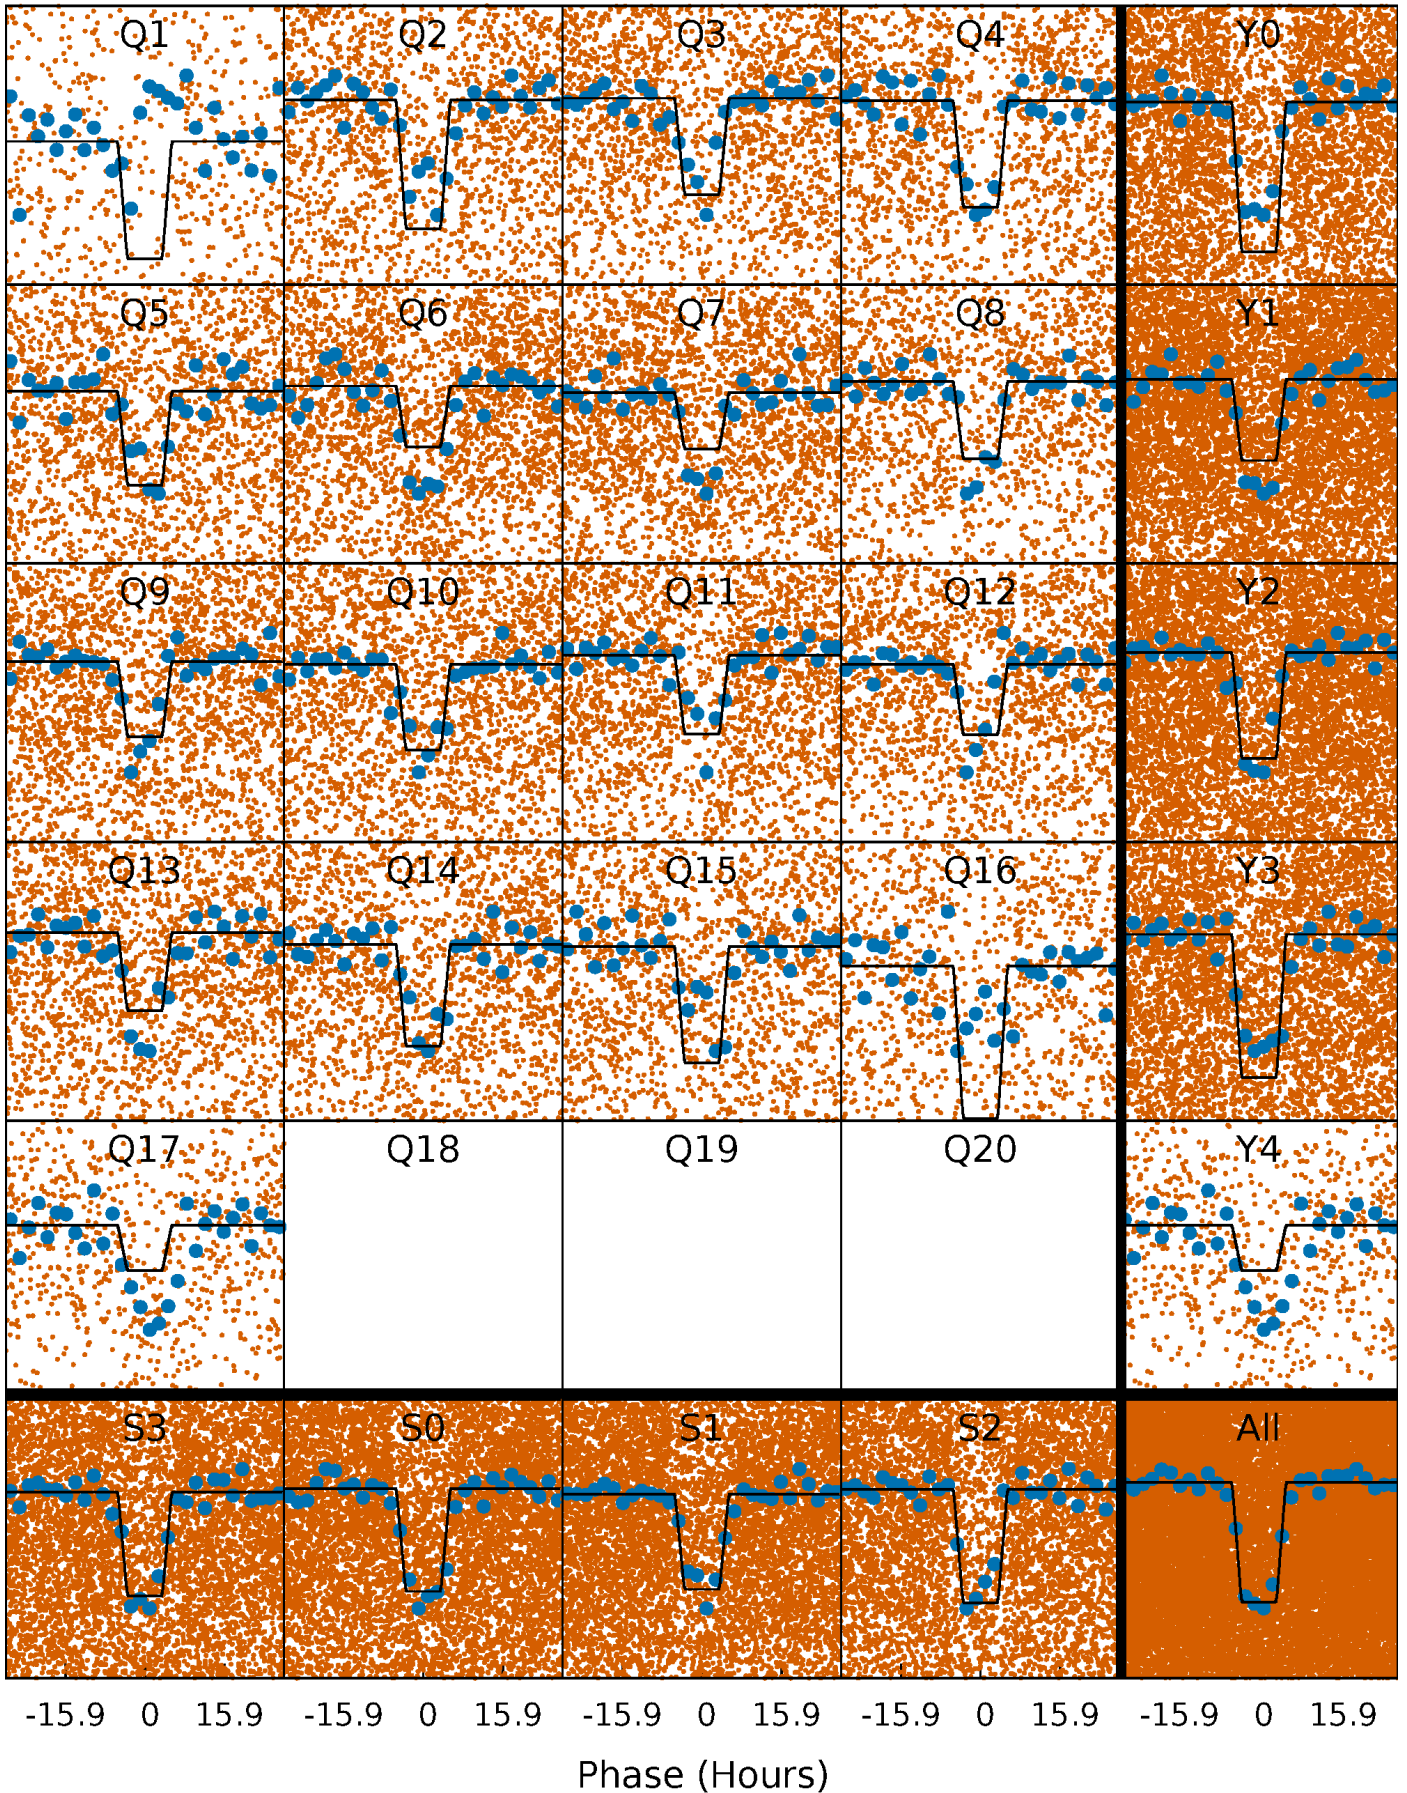 Q1 Q2 Q3 Q4 Y0
Q5 Q6 Q7 Q8 Y1
Q9 Q10 Q11 Q12 Y2
Q13 Q14 Q15 Q16 Y3
Q17 Q18 Q19 Q20 Y4
S3 S0 S1 S2 All
-15.9 0 15.9 -15.9 0 15.9 -15.9 0 15.9 -15.9 0 15.9 -15.9 0 15.9
Phase (Hours)